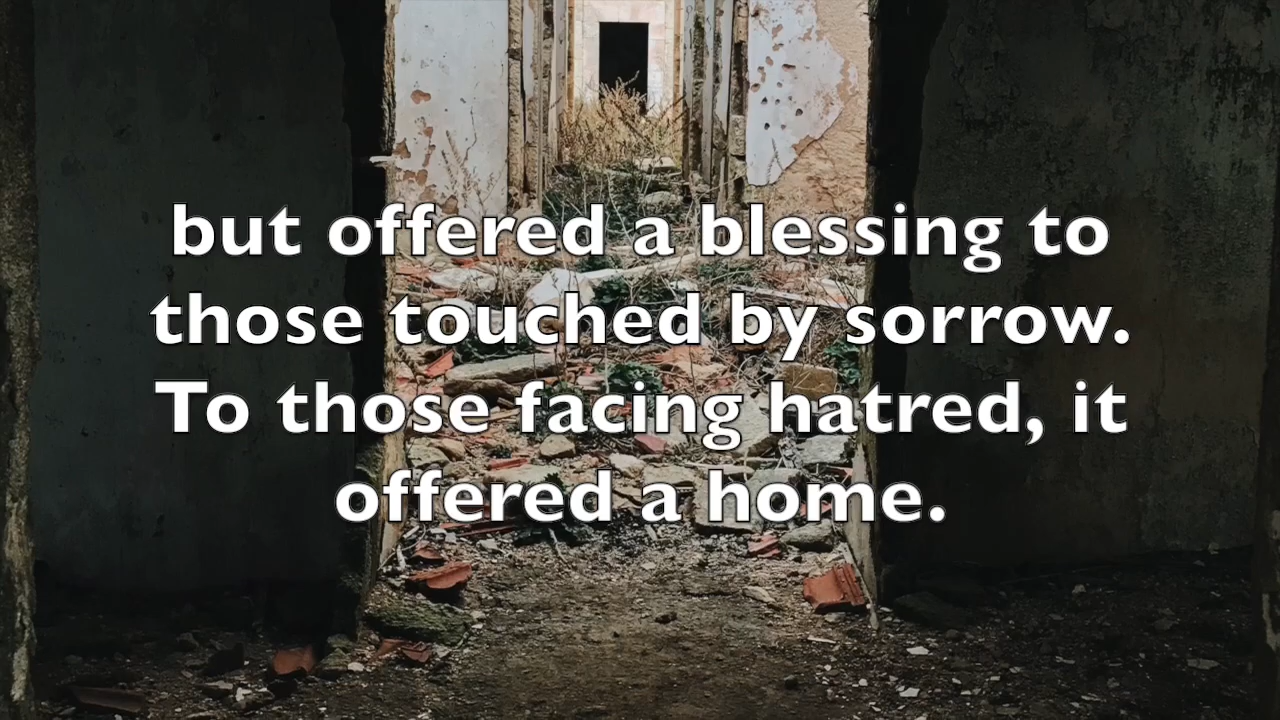 but offered a blessing to
those touched by sorrow.
To those facing hatred, it
offered a home.